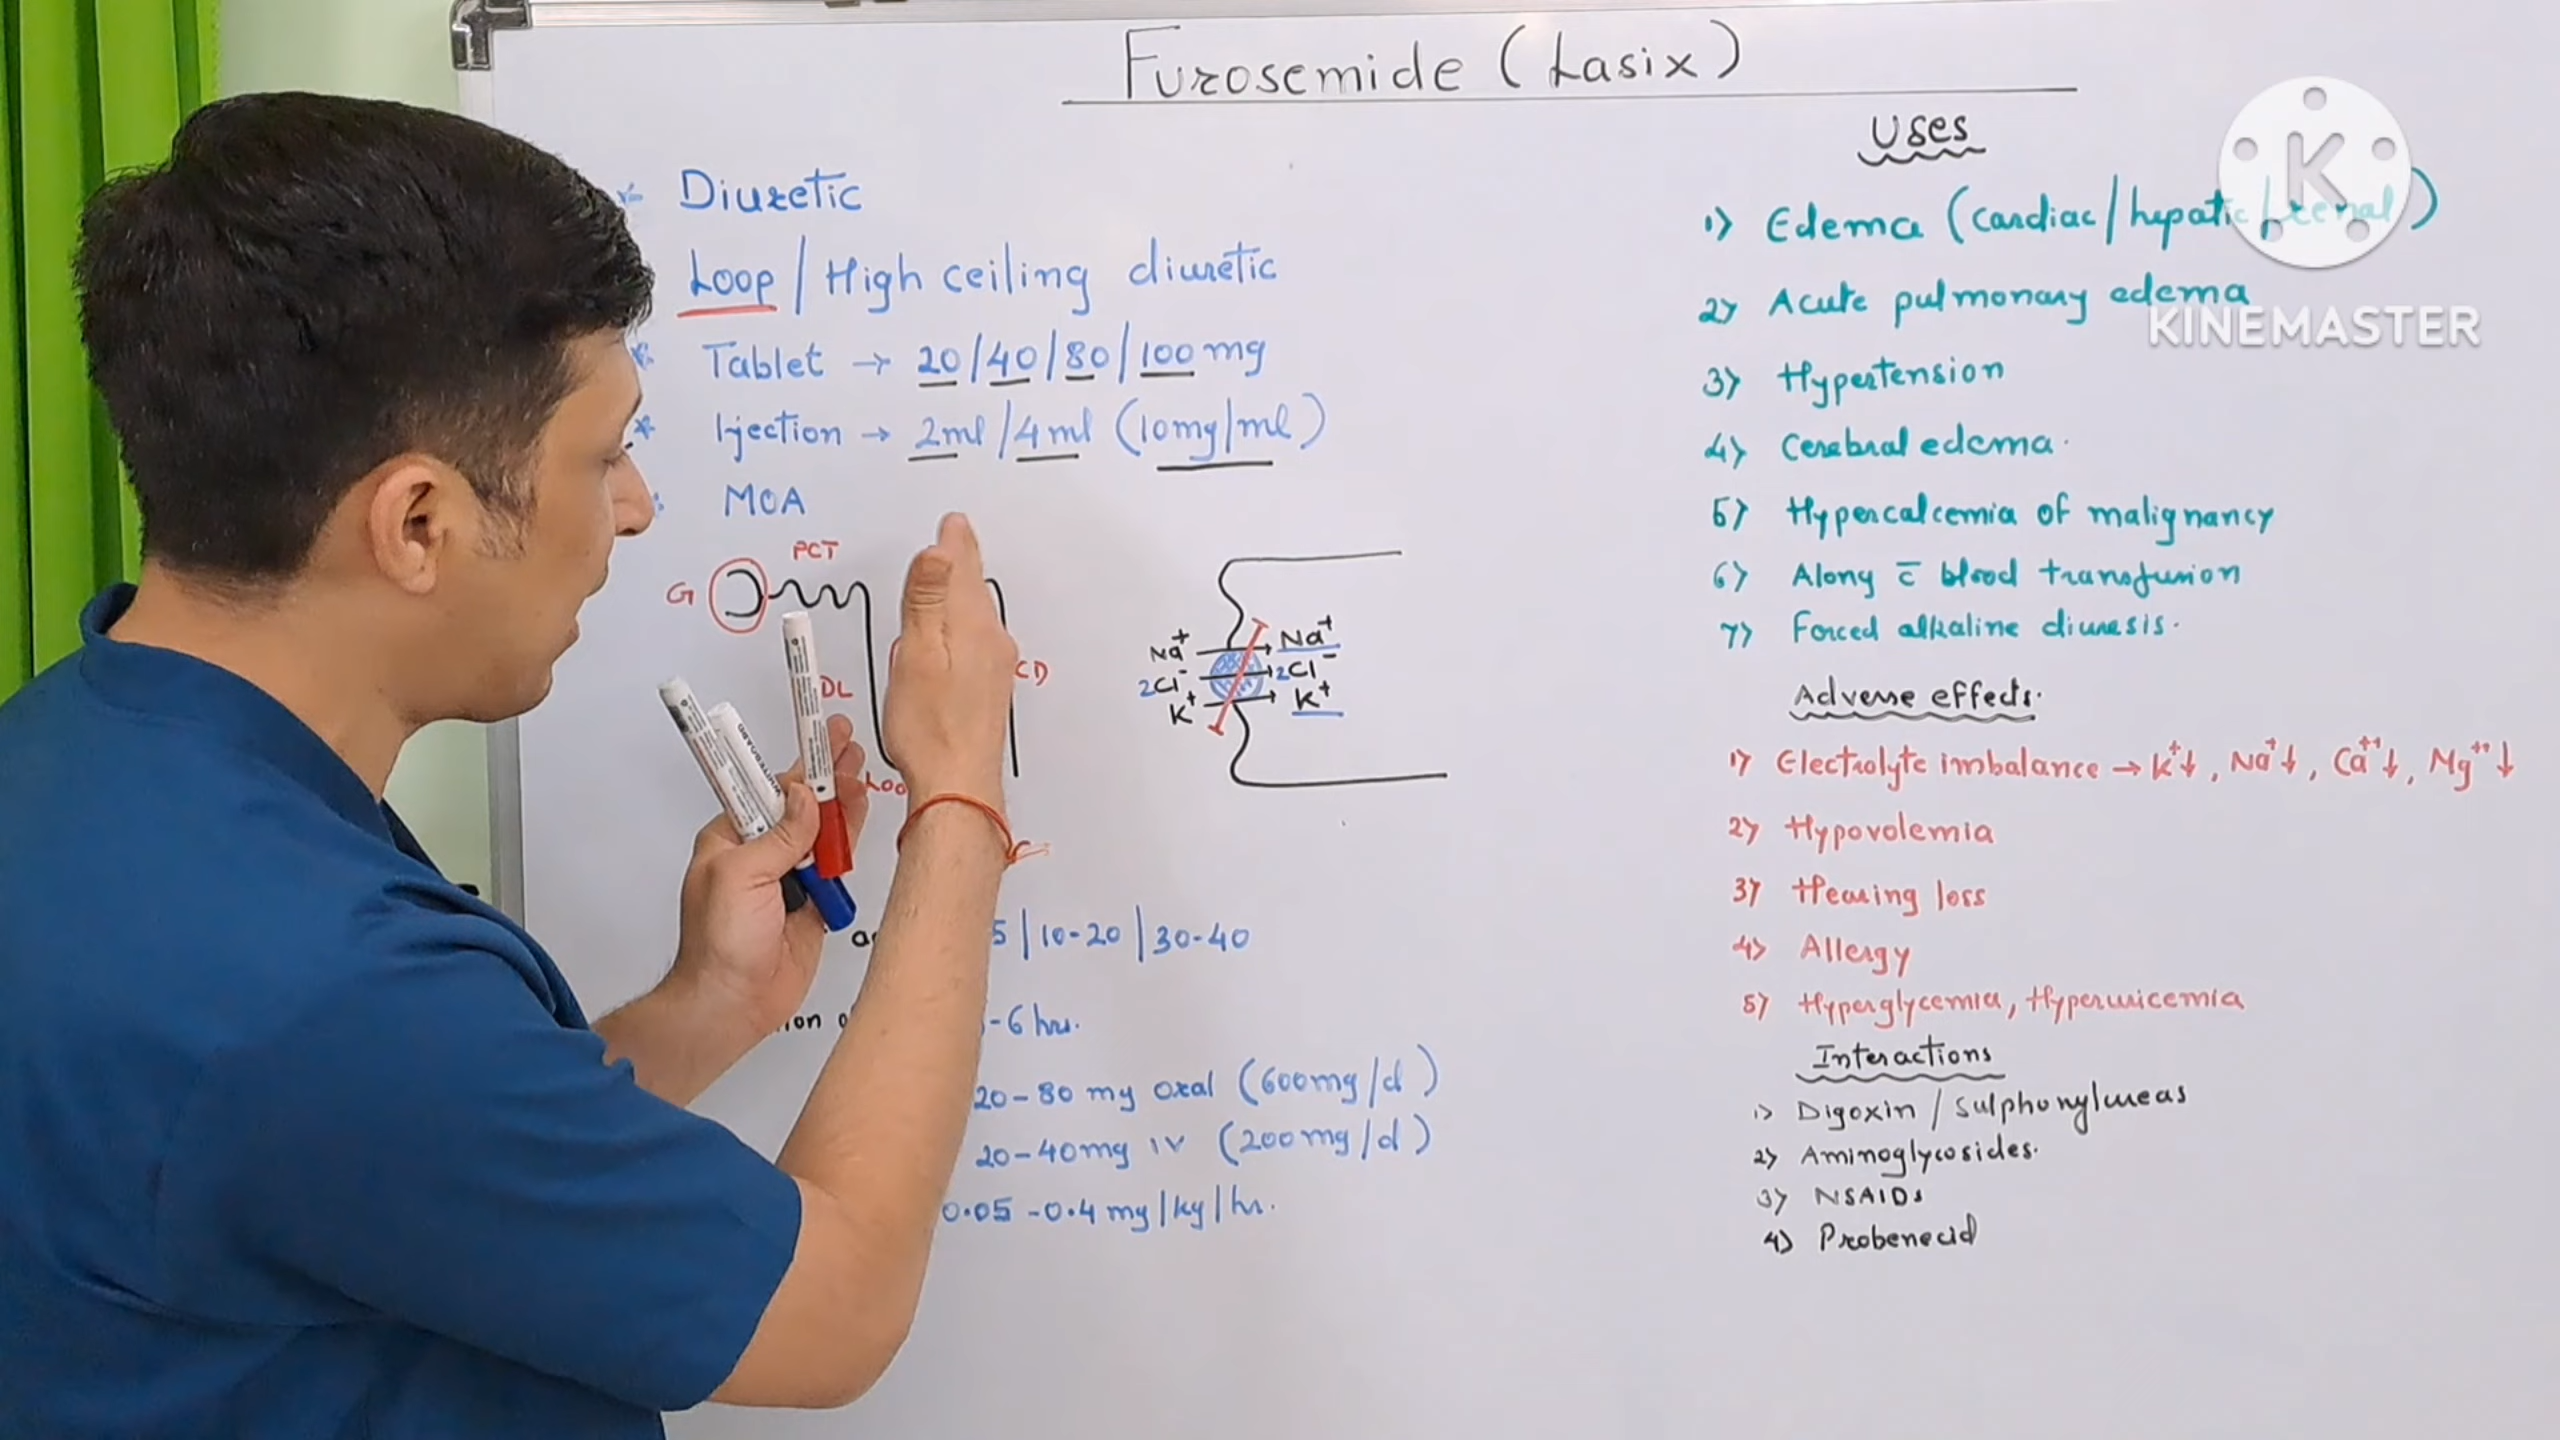 Furosemide (Lasix)
Diuretic
Loop / High ceiling diuretic
Tablet → 20/40/80/100mg
Injection → 2ml/4ml (10mg/ml)
MOA
PCT
G
DL
CD
Na⁺ Na⁺
2Cl⁻ 2Cl⁻
K⁺ K⁺
5 | 10-20 | 30-40
-6 hrs.
20-80 mg oral (600mg/d)
20-40mg IV (200mg/d)
0.05-0.4 mg/kg/hr.
Uses
1) Edema (cardiac/hepatic/renal)
2) Acute pulmonary edema
3) Hypertension
4) Cerebral edema.
5) Hypercalcemia of malignancy
6) Along c̄ blood transfusion
7) Forced alkaline diuresis.
Adverse effects.
1) Electrolyte imbalance → K⁺↓, Na⁺↓, Ca⁺⁺↓, Mg⁺⁺↓
2) Hypovolemia
3) Hearing loss
4) Allergy
5) Hyperglycemia, Hyperuricemia
Interactions
1) Digoxin / Sulphonylureas
2) Aminoglycosides.
3) NSAIDs
4) Probenecid
K
KINEMASTER